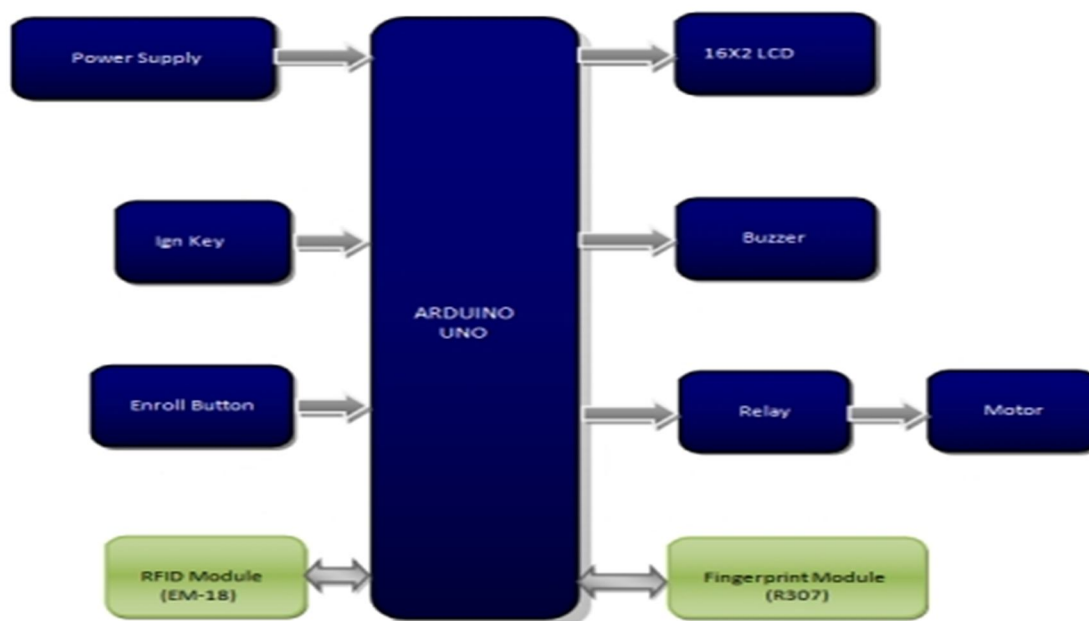 Power Supply
16X2 LCD
Ign Key
Buzzer
ARDUINO
UNO
Enroll Button
Relay
Motor
RFID Module
(EM-18)
Fingerprint Module
(R307)